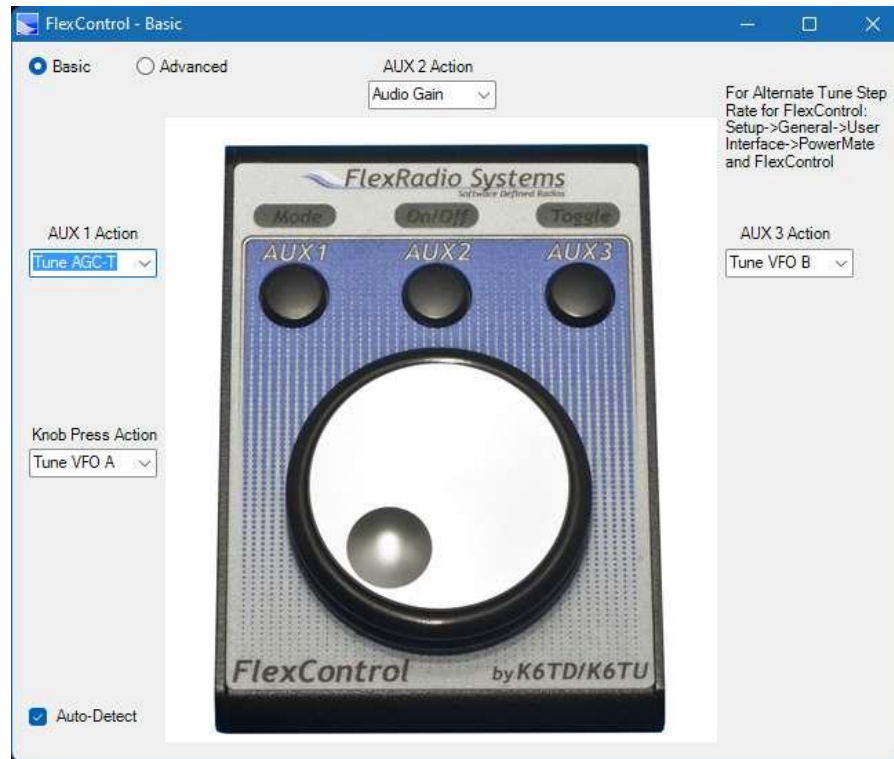 FlexControl - Basic
Basic
Advanced
AUX 2 Action
Audio Gain
For Alternate Tune Step
Rate for FlexControl:
Setup->General->User
Interface->PowerMate
and FlexControl
FlexRadio Systems
Software Defined Radios
Mode
On/Off
Toggle
AUX 1 Action
Tune AGC-T
AUX1
AUX2
AUX3
AUX 3 Action
Tune VFO B
Knob Press Action
Tune VFO A
FlexControl
by K6TD/K6TU
Auto-Detect